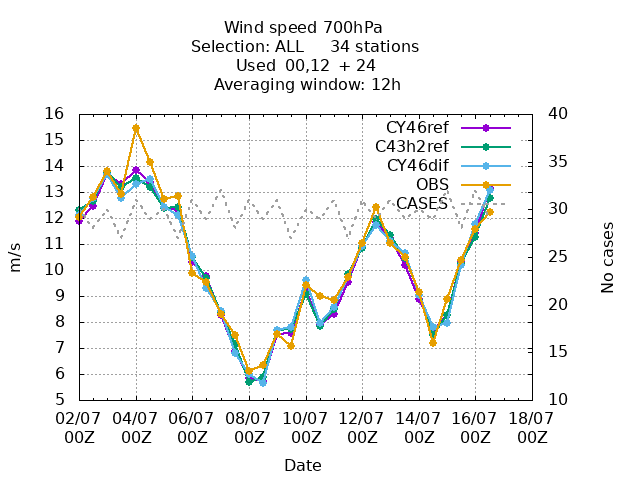 Wind speed 700hPa
Selection: ALL 34 stations
Used 00,12 + 24
Averaging window: 12h
16 40
15
14 35
13
12 30
11
10 25
9
8 20
7
6 15
5 10
CY46ref
C43h2ref
CY46dif
OBS
CASES
m/s
No cases
02/07 04/07 06/07 08/07 10/07 12/07 14/07 16/07 18/07
00Z 00Z 00Z 00Z 00Z 00Z 00Z 00Z 00Z
Date